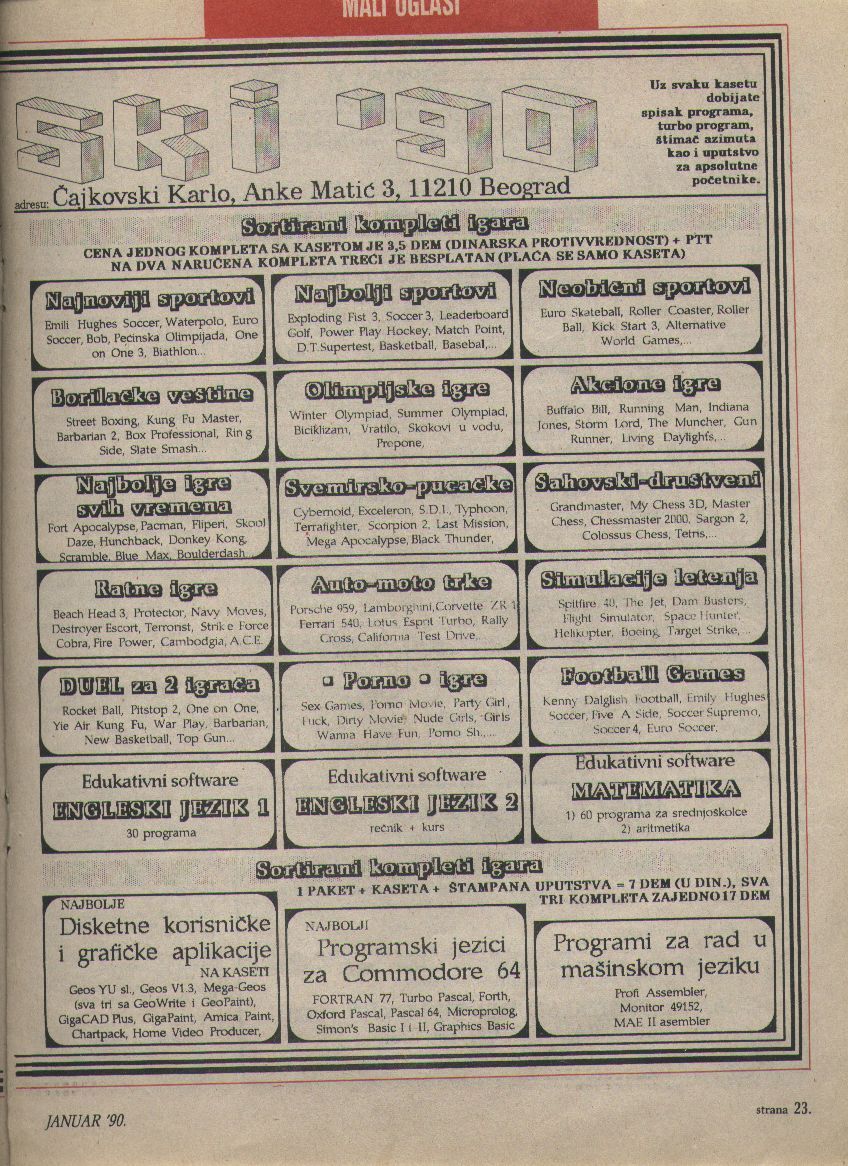 MALI OGLASI
SKI '90
Uz svaku kasetu
dobijate
spisak programa,
turbo program,
štimač azimuta
kao i uputstvo
za apsolutne
početnike.
adresu: Čajkovski Karlo, Anke Matić 3, 11210 Beograd
Sortirani kompleti igara
CENA JEDNOG KOMPLETA SA KASETOM JE 3,5 DEM (DINARSKA PROTIVVREDNOST) + PTT
NA DVA NARUČENA KOMPLETA TREĆI JE BESPLATAN (PLAĆA SE SAMO KASETA)
Najnoviji sportovi
Emili Hughes Soccer, Waterpolo, Euro
Soccer, Bob, Pećinska Olimpijada, One
on One 3, Biathlon...
Najbolji sportovi
Exploding Fist 3, Soccer 3, Leaderboard
Golf, Power Play Hockey, Match Point,
D.T.Supertest, Basketball, Basebal,...
Neobični sportovi
Euro Skateball, Roller Coaster, Roller
Ball, Kick Start 3, Alternative
World Games,...
Borilačke veštine
Street Boxing, Kung Fu Master,
Barbarian 2, Box Professional, Ring
Side, Slate Smash...
Olimpijske igre
Winter Olympiad, Summer Olympiad,
Biciklizam, Vratilo, Skokovi u vodu,
Prepone,
Akcione igre
Buffalo Bill, Running Man, Indiana
Jones, Storm Lord, The Muncher, Gun
Runner, Living Daylights,...
Najbolje igre
svih vremena
Fort Apocalypse, Pacman, Fliperi, Skool
Daze, Hunchback, Donkey Kong,
Scramble, Blue Max, Boulderdash...
Svemirsko-pucačke
Cybernoid, Exceleron, S.D.I., Typhoon,
Terrafighter, Scorpion 2, Last Mission,
Mega Apocalypse, Black Thunder,
Šahovski-društveni
Grandmaster, My Chess 3D, Master
Chess, Chessmaster 2000, Sargon 2,
Colossus Chess, Tetris,...
Ratne igre
Beach Head 3, Protector, Navy Moves,
Destroyer Escort, Terrorist, Strike Force
Cobra, Fire Power, Cambodgia, A.C.E.
Auto-moto trke
Porsche 959, Lamborghini, Corvette ZR 1
Ferrari 540, Lotus Esprit Turbo, Rally
Cross, California Test Drive,.
Simulacije letenja
Spitfire 40, The Jet, Dam Busters,
Flight Simulator, Space Hunter,
Helikopter, Boeing, Target Strike,...
DUEL za 2 igrača
Rocket Ball, Pitstop 2, One on One,
Yie Air Kung Fu, War Play, Barbarian,
New Basketball, Top Gun...
Porno igre
Sex Games, Porno Movie, Party Girl,
Fuck, Dirty Movie, Nude Girls, Girls
Wanna Have Fun, Porno Sh.,...
Football Games
Kenny Dalglish Football, Emily Hughes
Soccer, Five A Side, Soccer Supremo,
Soccer 4, Euro Soccer,
Edukativni software
ENGLESKI JEZIK 1
30 programa
Edukativni software
ENGLESKI JEZIK 2
rečnik + kurs
Edukativni software
MATEMATIKA
1) 60 programa za srednjoškolce
2) aritmetika
Sortirani kompleti igara
1 PAKET + KASETA + ŠTAMPANA UPUTSTVA = 7 DEM (U DIN.), SVA
TRI KOMPLETA ZAJEDNO 17 DEM
NAJBOLJE
Disketne korisničke
i grafičke aplikacije
NA KASETI
Geos YU sl., Geos V1.3, Mega-Geos
(sva tri sa GeoWrite i GeoPaint),
GigaCAD Plus, GigaPaint, Amica Paint,
Chartpack, Home Video Producer,
NAJBOLJI
Programski jezici
za Commodore 64
FORTRAN 77, Turbo Pascal, Forth,
Oxford Pascal, Pascal 64, Microprolog,
Simon's Basic I i II, Graphics Basic
Programi za rad u
mašinskom jeziku
Profi Assembler,
Monitor 49152,
MAE II asembler
JANUAR '90.
strana 23.